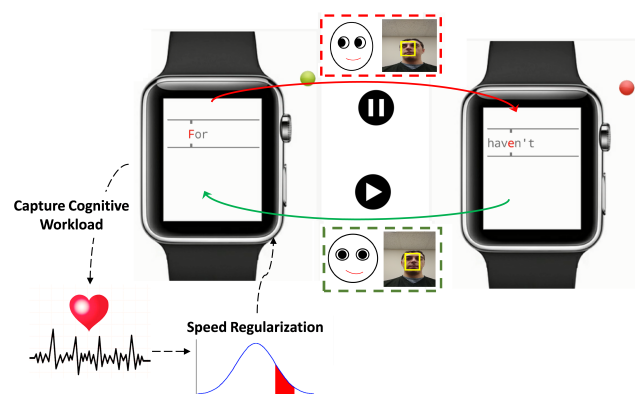 For
haven't
Capture Cognitive
Workload
Speed Regularization